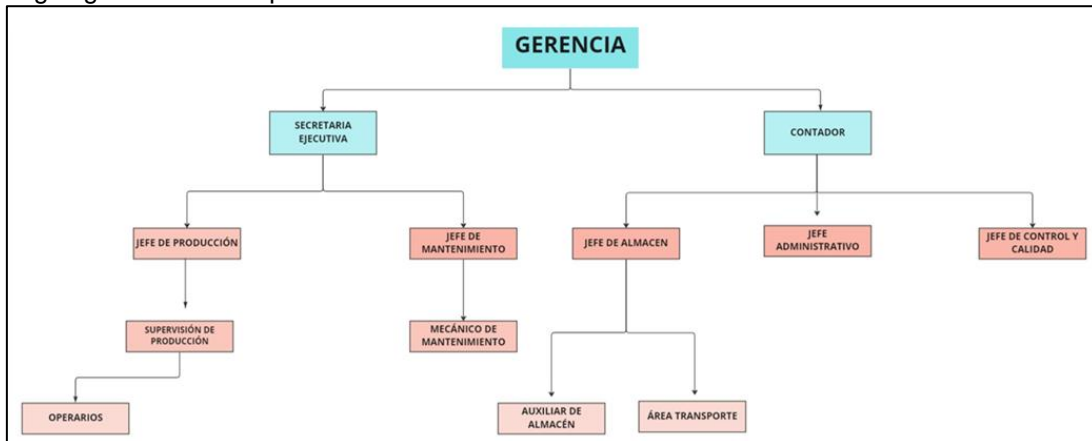 GERENCIA
SECRETARIA
EJECUTIVA
CONTADOR
JEFE DE PRODUCCIÓN
JEFE DE
MANTENIMIENTO
JEFE DE ALMACEN
JEFE
ADMINISTRATIVO
JEFE DE CONTROL Y
CALIDAD
SUPERVISIÓN DE
PRODUCCIÓN
MECÁNICO DE
MANTENIMIENTO
OPERARIOS
AUXILIAR DE
ALMACÉN
ÁREA TRANSPORTE